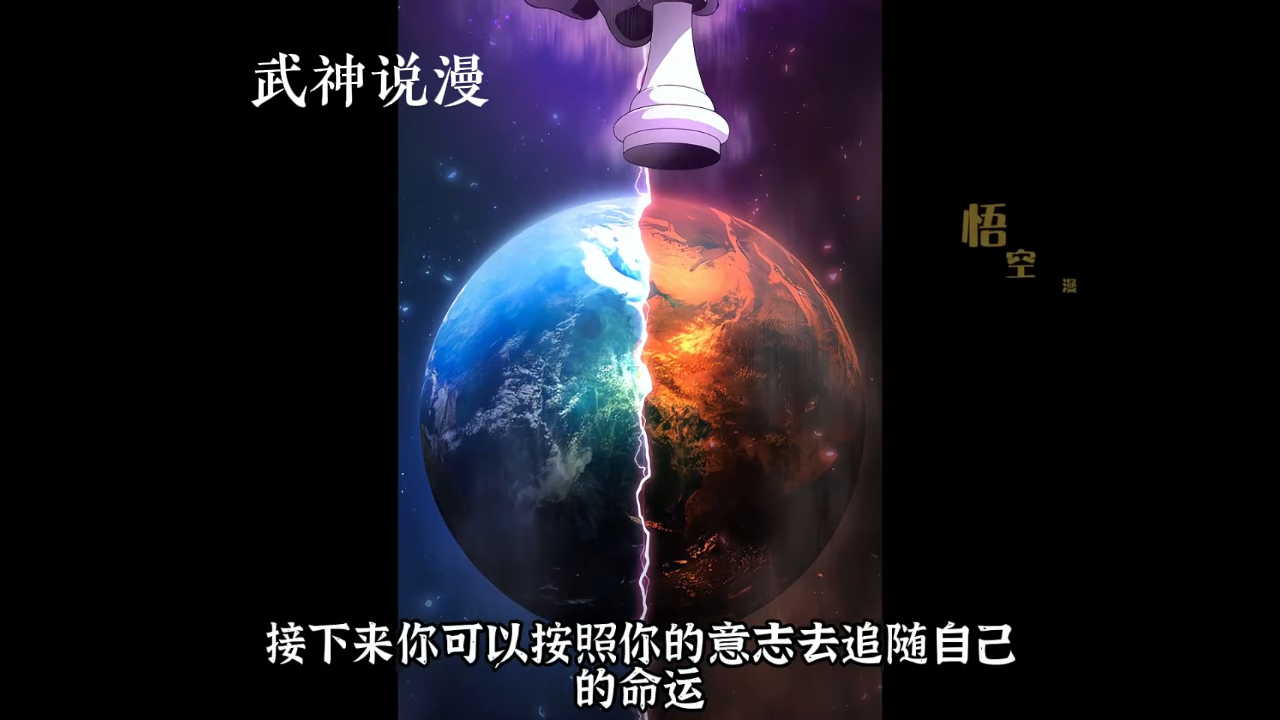 武神说漫
悟空漫
接下来你可以按照你的意志去追随自己
的命运